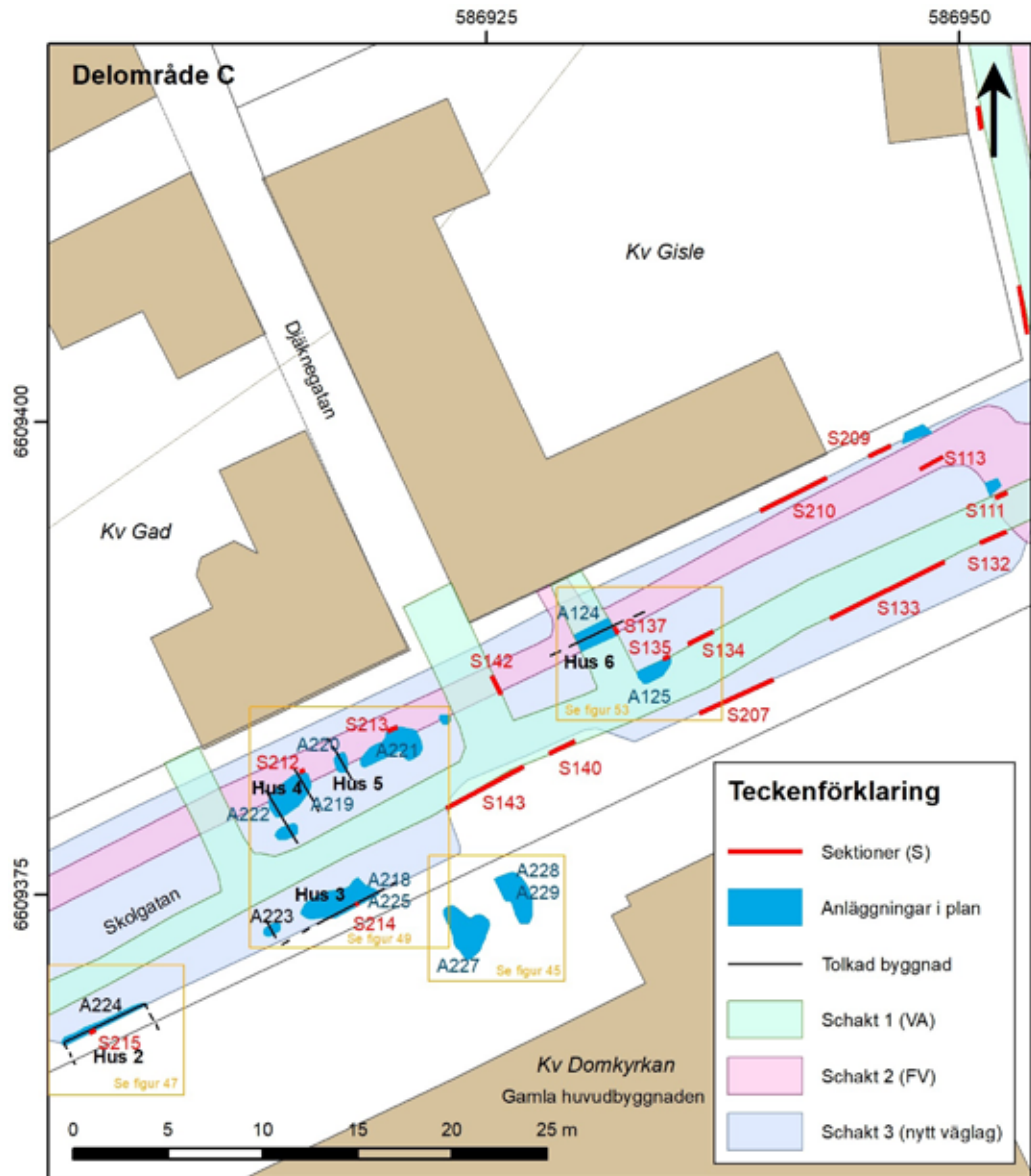 586925
586950
Delområde C
Kv Gisle
Djäknegatan
6609400
S209
S113
Kv Gad
S210
S111
S132
S133
A124
S137
S142
S135
S134
Hus 6
A125
S213
Se figur 53
S207
A220
A221
S212
Hus 5
S140
Hus 4
A219
S143
A222
6609375
A218
A228
Hus 3
A225
A229
Skolgatan
A223
S214
Se figur 49
A227
Se figur 45
A224
S215
Hus 2
Se figur 47
Kv Domkyrkan
Gamla huvudbyggnaden
0 5 10 15 20 25 m
Teckenförklaring
Sektioner (S)
Anläggningar i plan
Tolkad byggnad
Schakt 1 (VA)
Schakt 2 (FV)
Schakt 3 (nytt väglag)